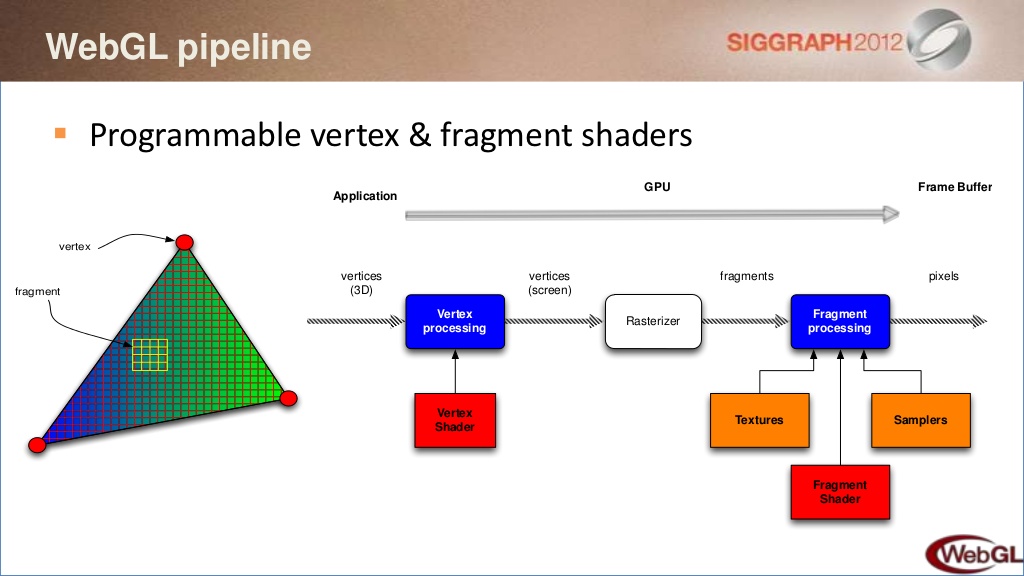 WebGL pipeline
SIGGRAPH2012
Programmable vertex & fragment shaders
Application
GPU
Frame Buffer
vertex
fragment
vertices
(3D)
vertices
(screen)
fragments
pixels
Vertex
processing
Rasterizer
Fragment
processing
Vertex
Shader
Textures
Samplers
Fragment
Shader
WebGL